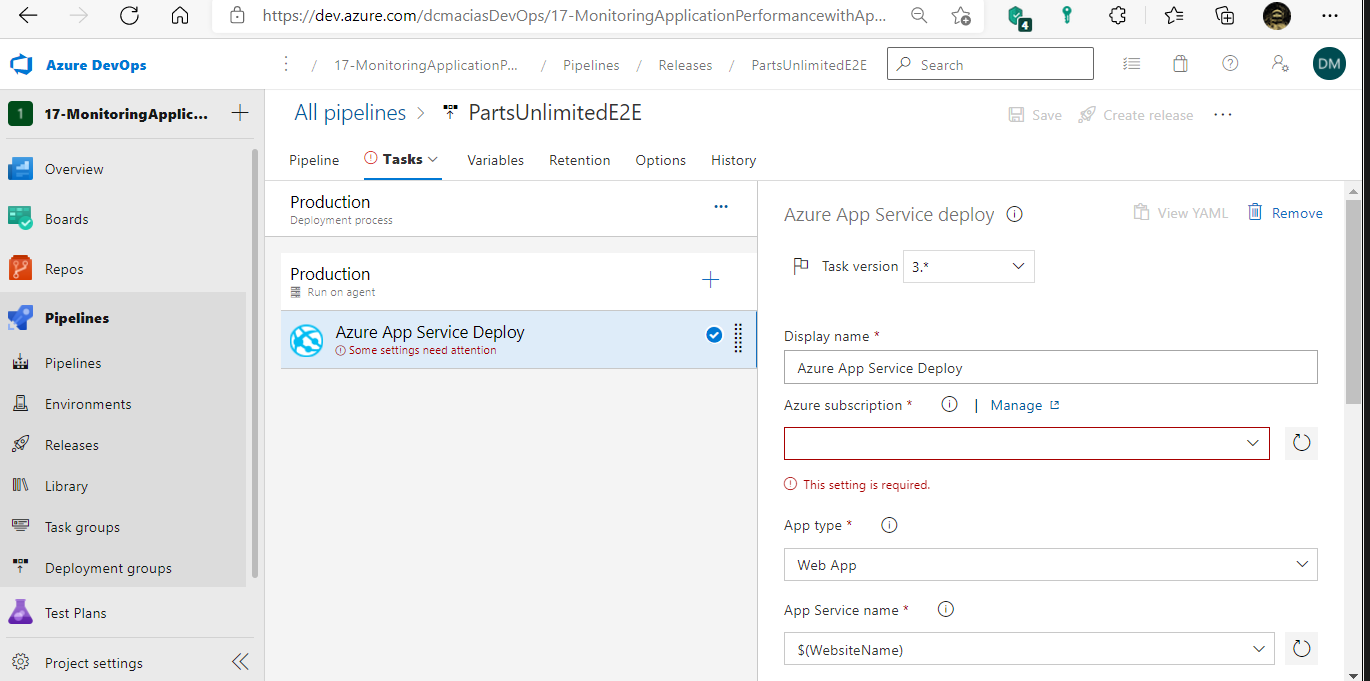 https://dev.azure.com/dcmaciasDevOps/17-MonitoringApplicationPerformancewithAp...
4
Azure DevOps
/ 17-MonitoringApplicationP... / Pipelines / Releases / PartsUnlimitedE2E
Search
DM
1
17-MonitoringApplic...
Overview
Boards
Repos
Pipelines
Pipelines
Environments
Releases
Library
Task groups
Deployment groups
Test Plans
Project settings
All pipelines > PartsUnlimitedE2E
Save
Create release
Pipeline
Tasks
Variables
Retention
Options
History
Production
Deployment process
Production
Run on agent
Azure App Service Deploy
Some settings need attention
Azure App Service deploy
View YAML
Remove
Task version
3.*
Display name *
Azure App Service Deploy
Azure subscription * | Manage
This setting is required.
App type *
Web App
App Service name *
$(WebsiteName)